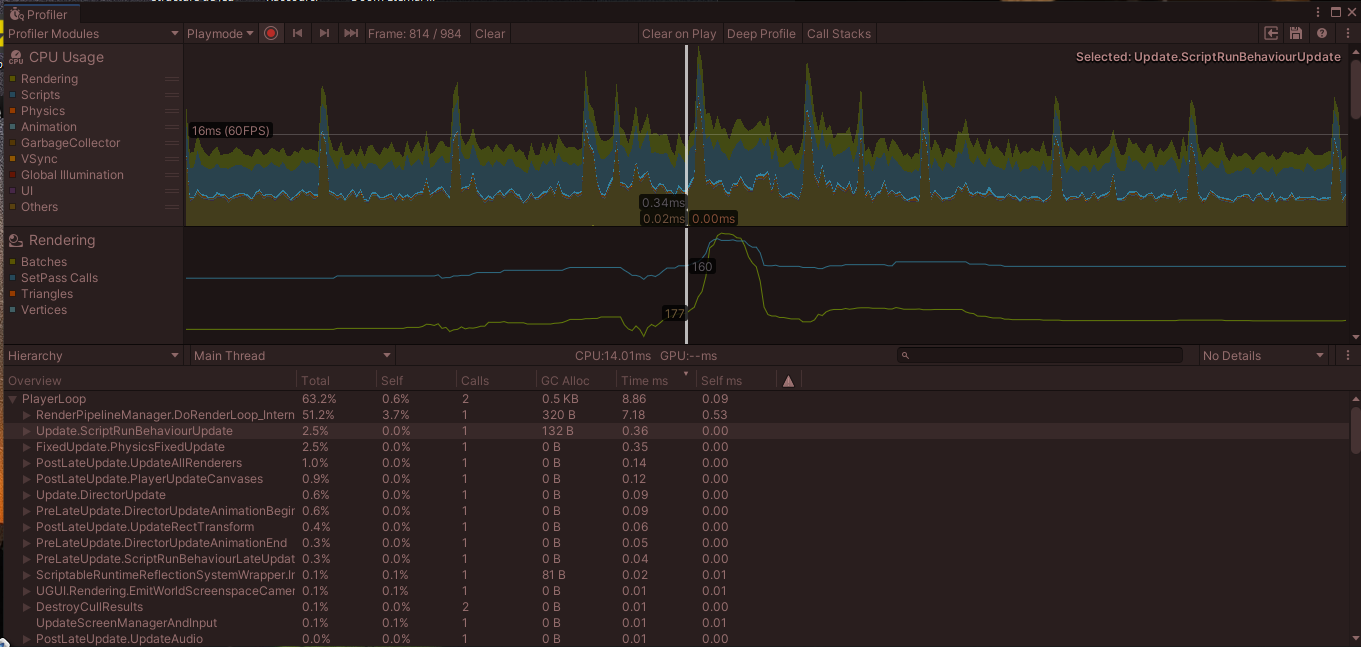 Profiler
Profiler Modules Playmode Frame: 814 / 984 Clear Clear on Play Deep Profile Call Stacks
CPU Usage
Selected: Update.ScriptRunBehaviourUpdate
Rendering
Scripts
Physics
Animation
GarbageCollector
VSync
Global Illumination
UI
Others
16ms (60FPS)
0.34ms
0.02ms 0.00ms
Rendering
Batches
SetPass Calls
Triangles
Vertices
160
177
Hierarchy Main Thread CPU:14.01ms GPU:--ms No Details
Overview Total Self Calls GC Alloc Time ms Self ms
PlayerLoop 63.2% 0.6% 2 0.5 KB 8.86 0.09
RenderPipelineManager.DoRenderLoop_Intern 51.2% 3.7% 1 320 B 7.18 0.53
Update.ScriptRunBehaviourUpdate 2.5% 0.0% 1 132 B 0.36 0.00
FixedUpdate.PhysicsFixedUpdate 2.5% 0.0% 1 0 B 0.35 0.00
PostLateUpdate.UpdateAllRenderers 1.0% 0.0% 1 0 B 0.14 0.00
PostLateUpdate.PlayerUpdateCanvases 0.9% 0.0% 1 0 B 0.12 0.00
Update.DirectorUpdate 0.6% 0.0% 1 0 B 0.09 0.00
PreLateUpdate.DirectorUpdateAnimationBegin 0.6% 0.0% 1 0 B 0.09 0.00
PostLateUpdate.UpdateRectTransform 0.4% 0.0% 1 0 B 0.06 0.00
PreLateUpdate.DirectorUpdateAnimationEnd 0.3% 0.0% 1 0 B 0.05 0.00
PreLateUpdate.ScriptRunBehaviourLateUpdat 0.3% 0.0% 1 0 B 0.04 0.00
ScriptableRuntimeReflectionSystemWrapper.Ir 0.1% 0.1% 1 81 B 0.02 0.01
UGUI.Rendering.EmitWorldScreenspaceCamer 0.1% 0.1% 1 0 B 0.01 0.01
DestroyCullResults 0.1% 0.0% 2 0 B 0.01 0.00
UpdateScreenManagerAndInput 0.1% 0.1% 1 0 B 0.01 0.01
PostLateUpdate.UpdateAudio 0.0% 0.0% 1 0 B 0.01 0.00